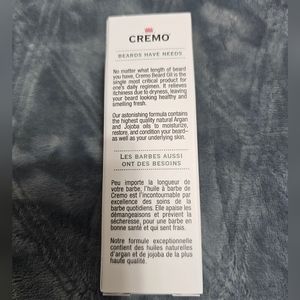 CREMO
BEARDS HAVE NEEDS
No matter what length of beard
you have, Cremo Beard Oil is the
single most critical product for
one's daily regimen. It relieves
itchiness due to dryness, leaving
your beard looking healthy and
smelling fresh.
Our astonishing formula contains
the highest quality natural Argan
and Jojoba oils to moisturize,
restore, and condition your beard—
as well as your underlying skin.
LES BARBES AUSSI
ONT DES BESOINS
Peu importe la longueur de
votre barbe, l'huile à barbe de
Cremo est l'incontournable par
excellence des soins de la
barbe quotidiens. Elle apaise les
démangeaisons et prévient la
sécheresse, pour une barbe en
bonne santé et qui sent frais.
Notre formule exceptionnelle
contient des huiles naturelles
d'argan et de jojoba de la plus
haute qualité.